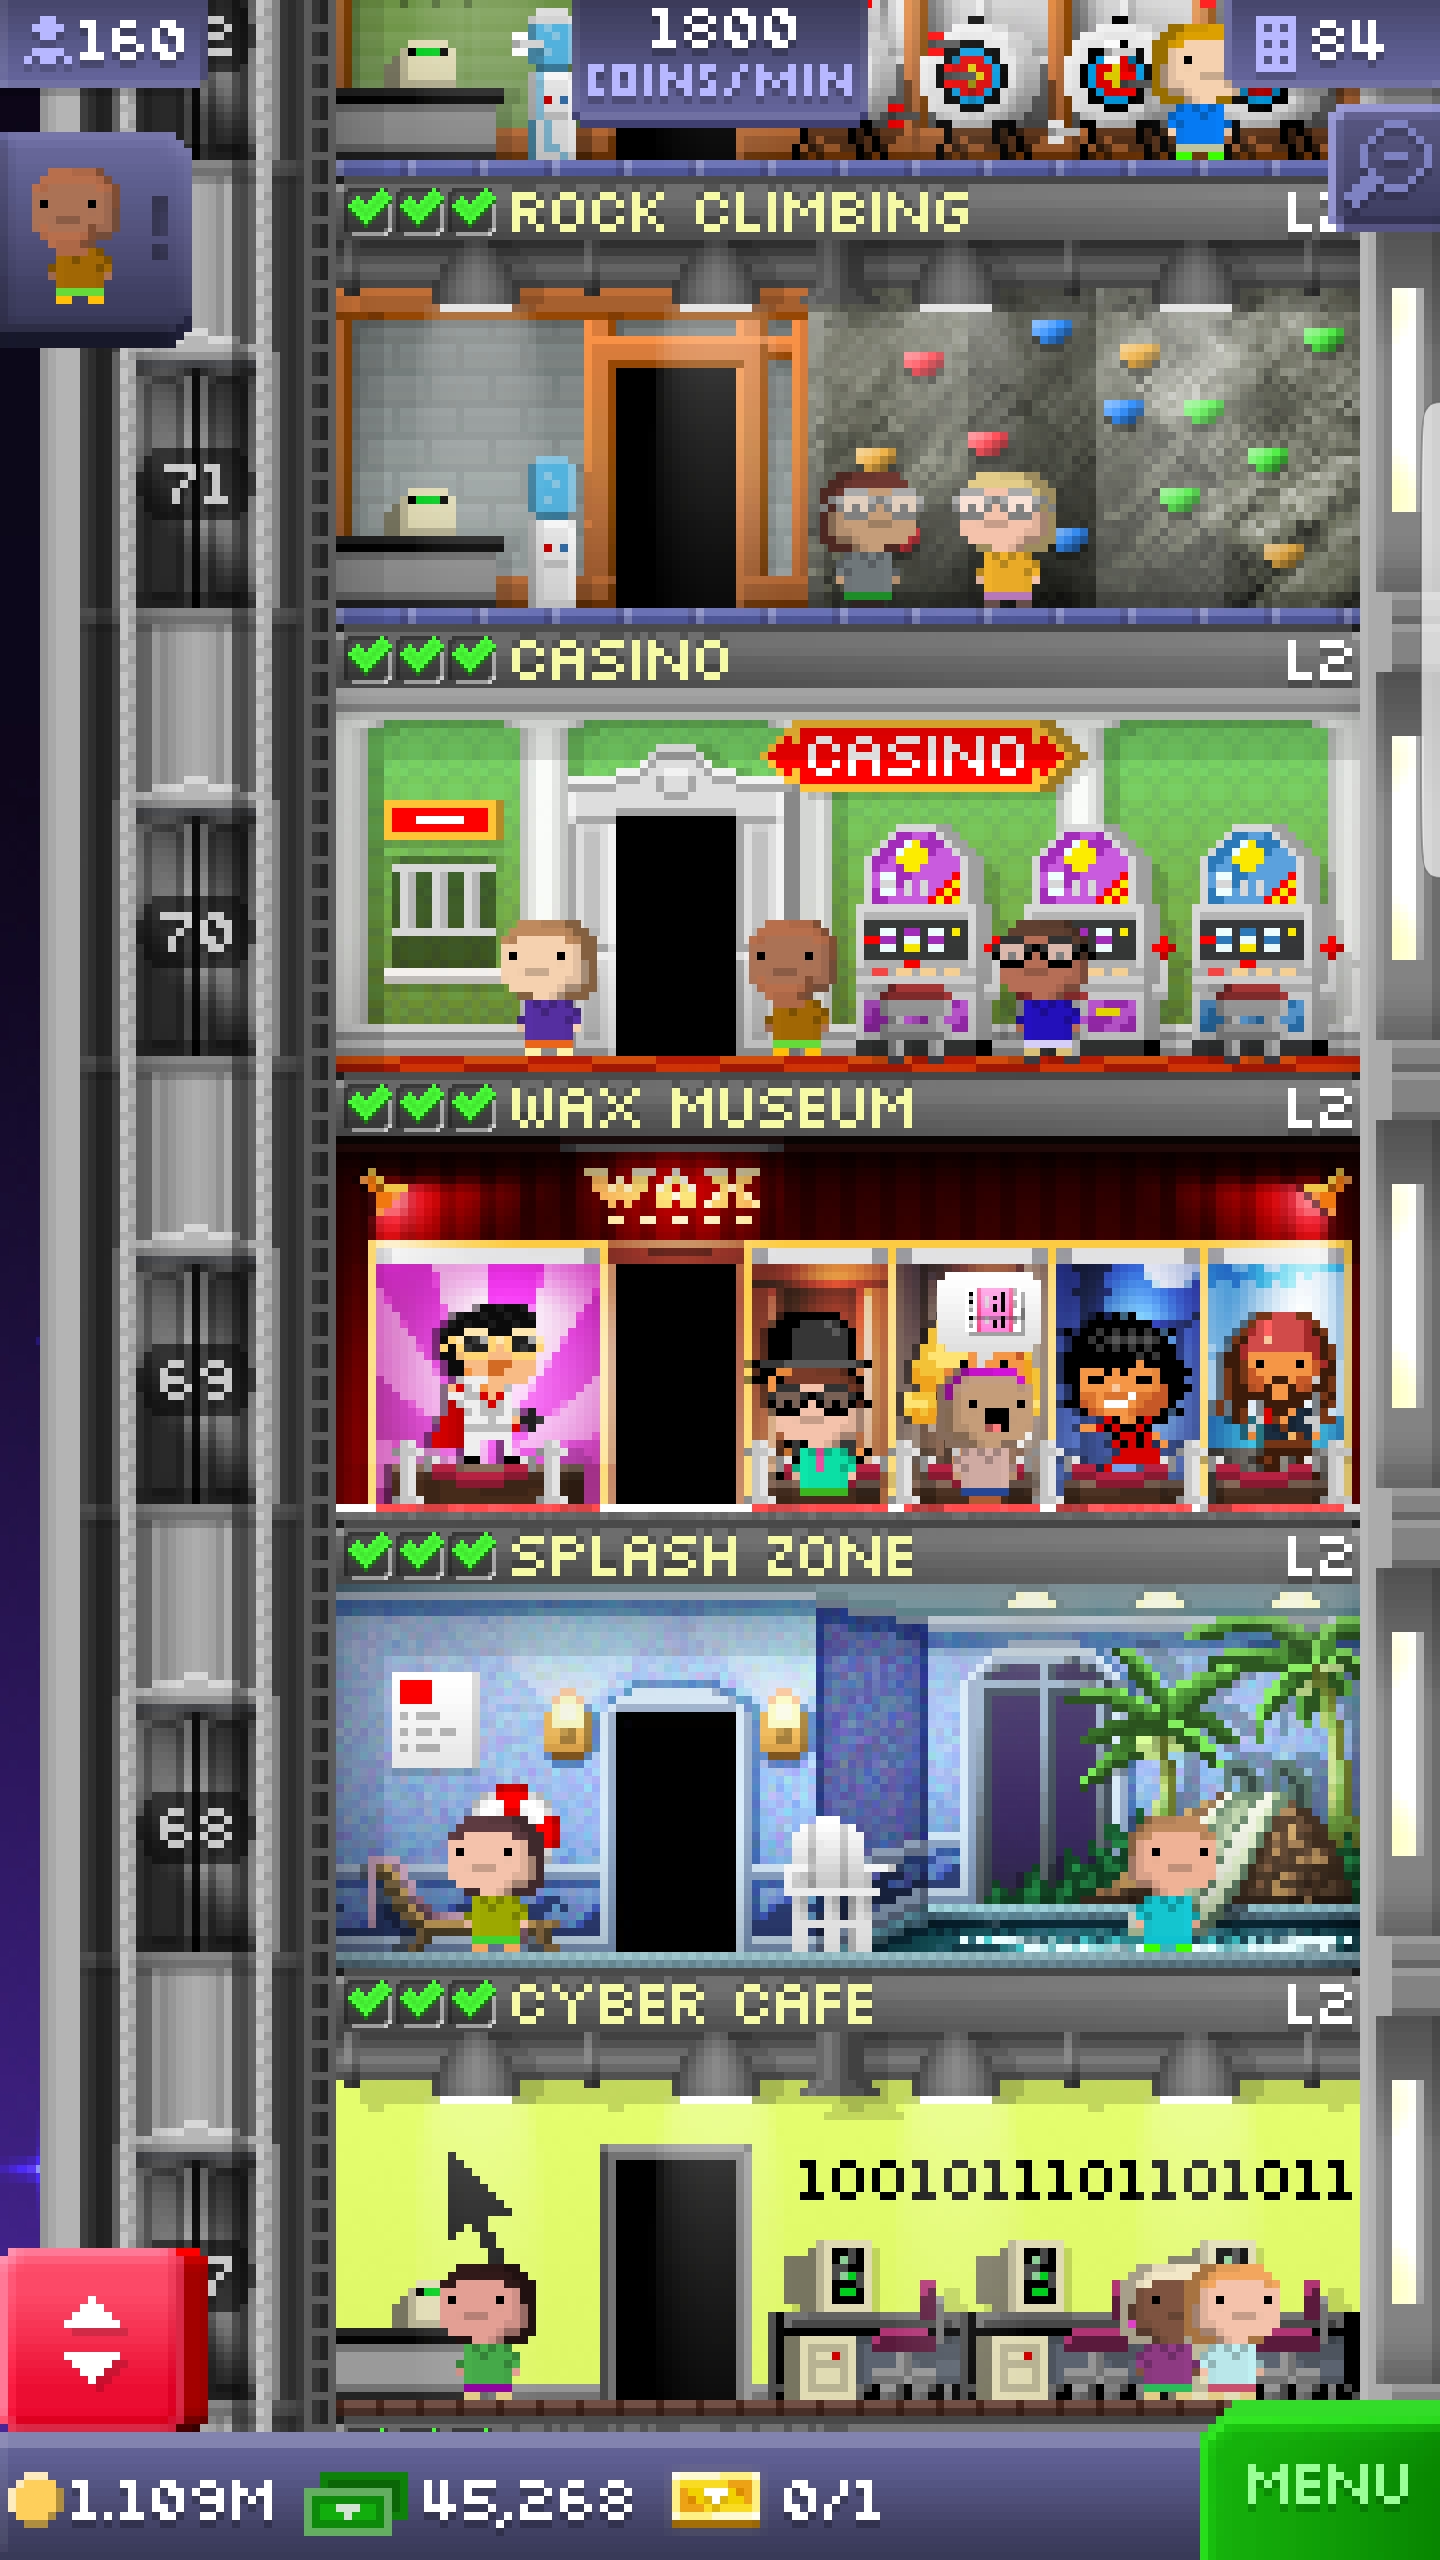 160
1800
COINS/MIN
84
ROCK CLIMBING
71
CASINO L2
CASINO
70
WAX MUSEUM L2
WAX
69
SPLASH ZONE L2
68
CYBER CAFE L2
1001011101101011
1.109M 45,268 0/1
MENU